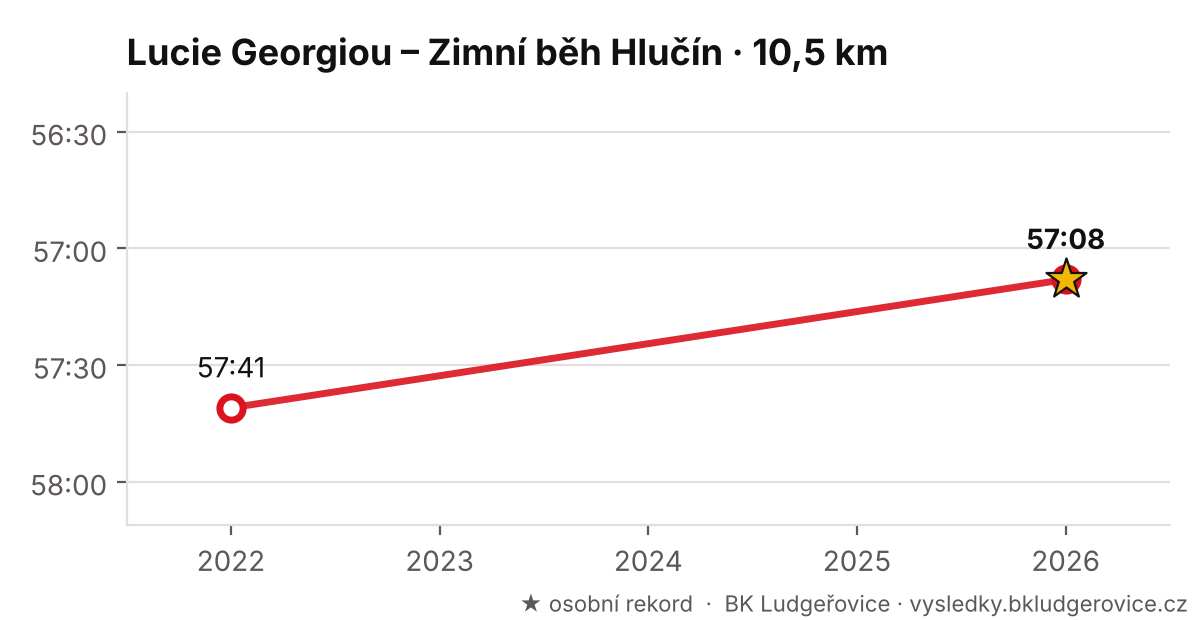 Lucie Georgiou – Zimní běh Hlučín · 10,5 km
56:30
57:00
57:30
58:00
57:41
57:08
2022 2023 2024 2025 2026
★ osobní rekord · BK Ludgeřovice · vysledky.bkludgerovice.cz